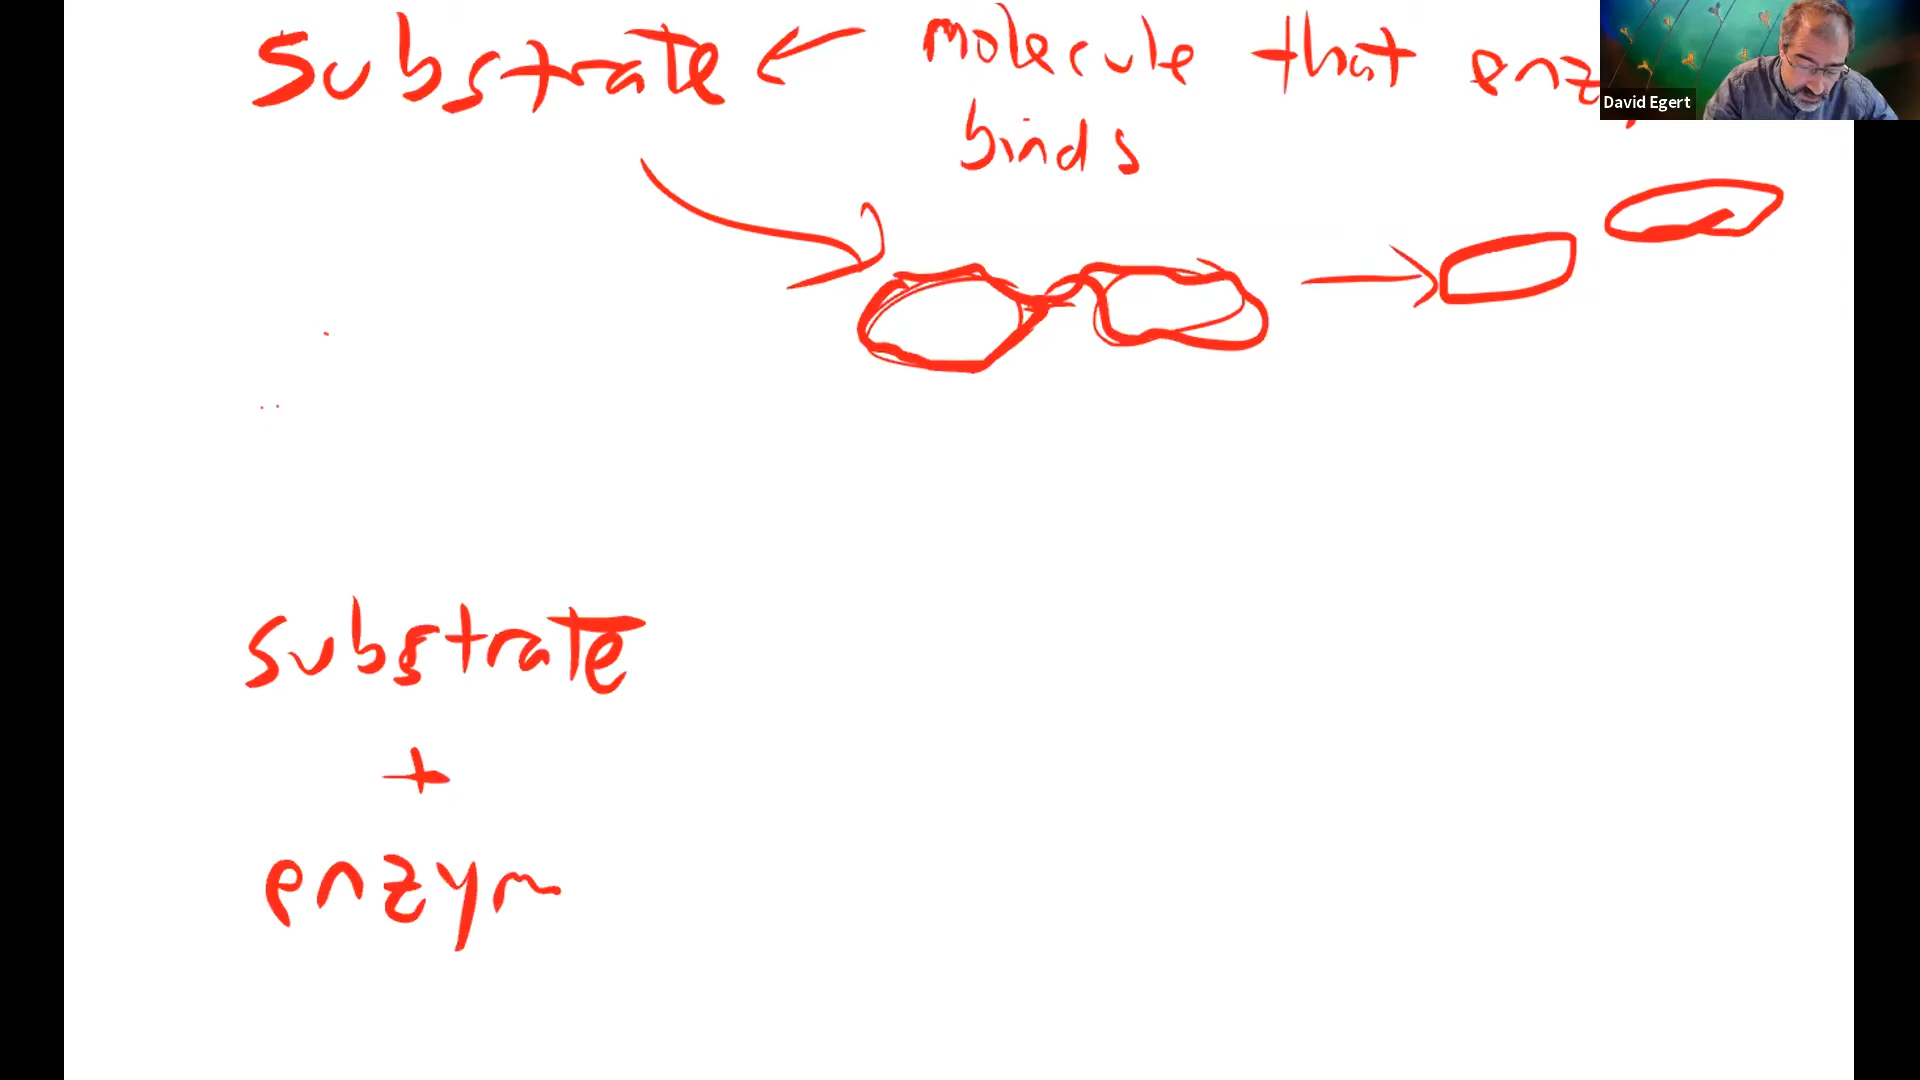 substrate ← molecule that enz
David Egert
binds
substrate
+
enzym